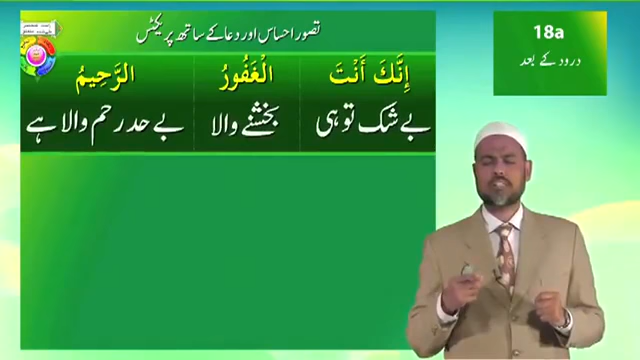 تصور احساس اور دعا کے ساتھ پریکٹس
18a
درود کے بعد
إِنَّكَ أَنْتَ الْغَفُورُ الرَّحِيمُ
بے شک تو ہی بخشنے والا بے حد رحم والا ہے